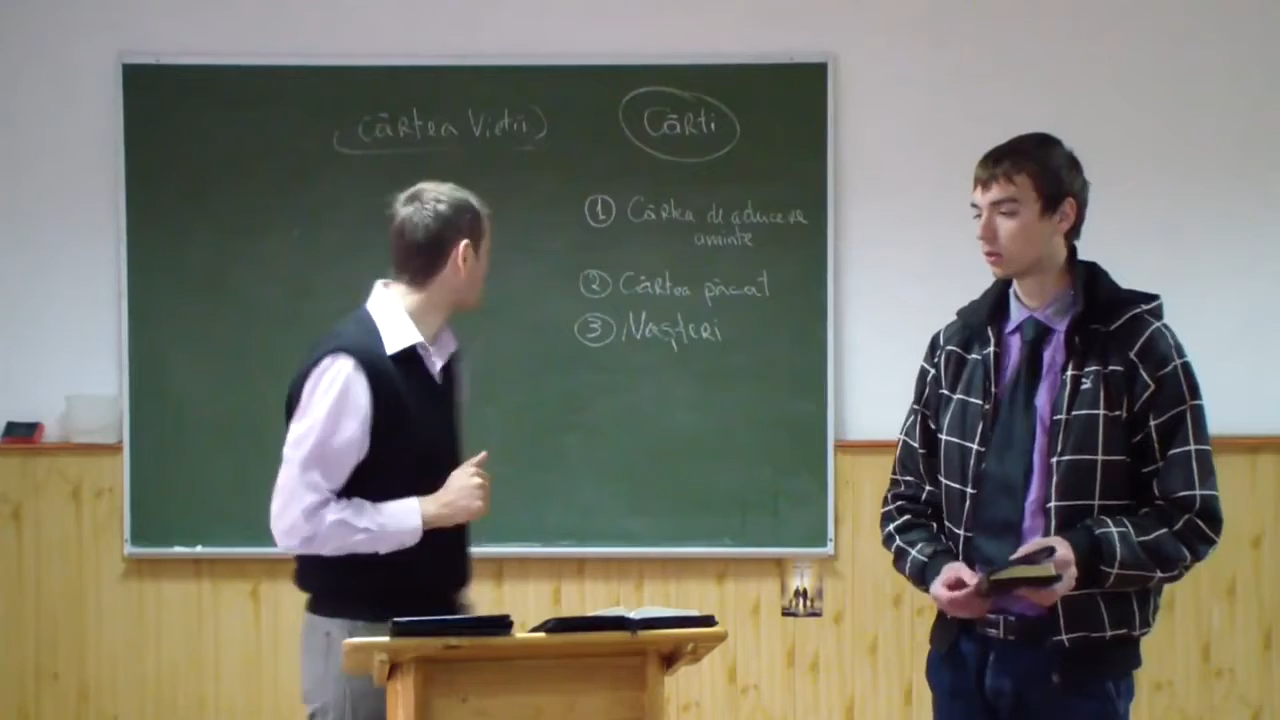 Cărtea Vieții
Cărți
1 Cărtea de aducere
aminte
2 Cărtea păcat
3 Nașteri